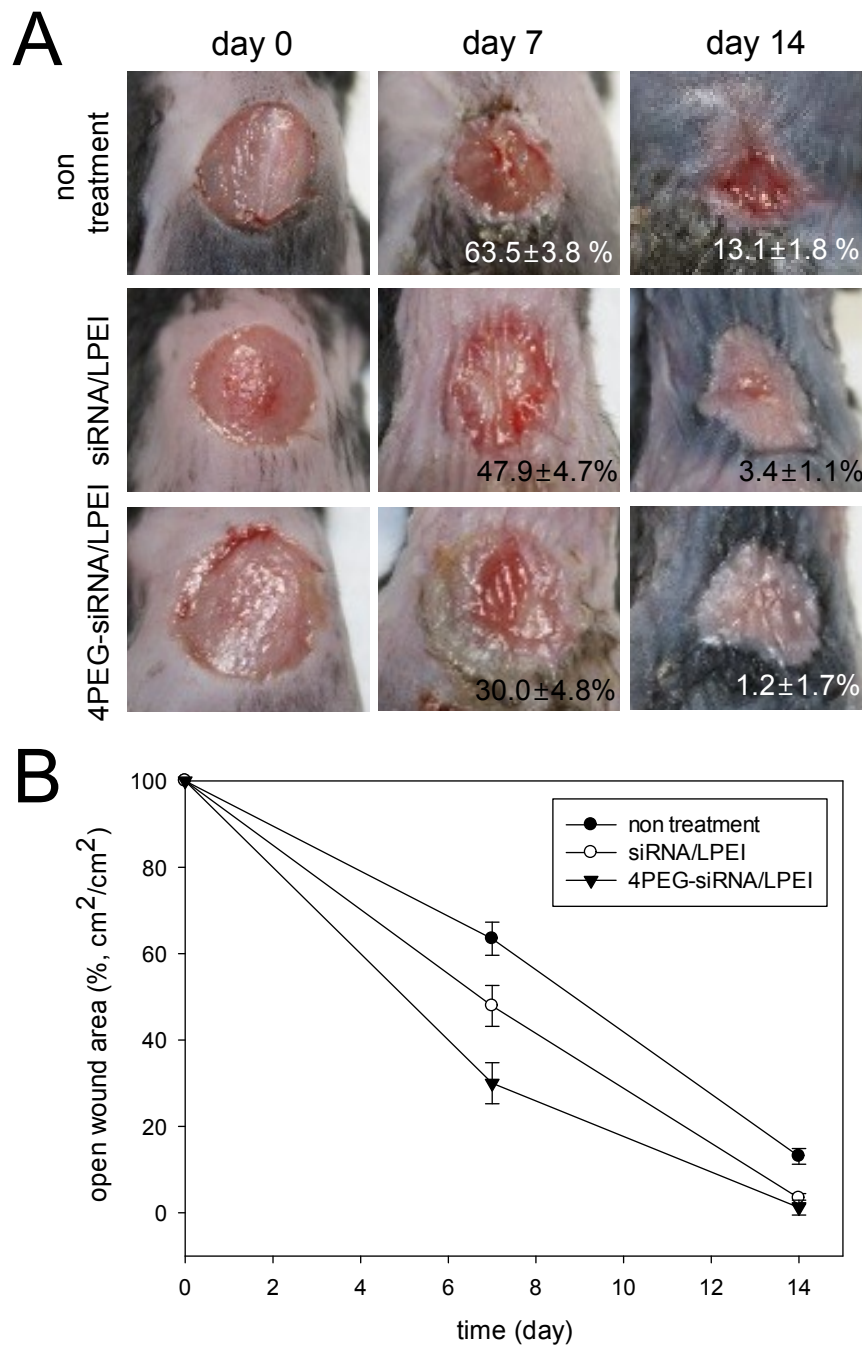 A
day 0 day 7 day 14
non
treatment
63.5±3.8 %
13.1±1.8 %
siRNA/LPEI
47.9±4.7%
3.4±1.1%
4PEG-siRNA/LPEI
30.0±4.8%
1.2±1.7%
B
open wound area (%, cm²/cm²)
100
80
60
40
20
0
non treatment
siRNA/LPEI
4PEG-siRNA/LPEI
0 2 4 6 8 10 12 14
time (day)